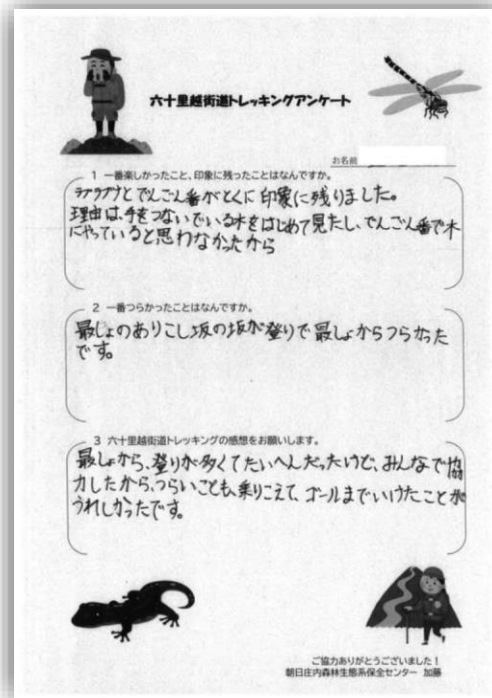 六十里越街道トレッキングアンケート
お名前
1 一番楽しかったこと、印象に残ったことはなんですか。
ラブラブナとでんごん番がとくに印象に残りました。
理由は、手をつないでいる木をはじめて見たし、でんごん番で木
にやっていると思わなかったから
2 一番つらかったことはなんですか。
最しょのありこし坂の坂が登りで最しょからつらかった
です。
3 六十里越街道トレッキングの感想をお願いします。
最しょから、登りが多くてたいへんだったけど、みんなで協
力したから、つらいことも乗りこえて、ゴールまでいけたことが
うれしかったです。
ご協力ありがとうございました！
朝日庄内森林生態系保全センター 加藤